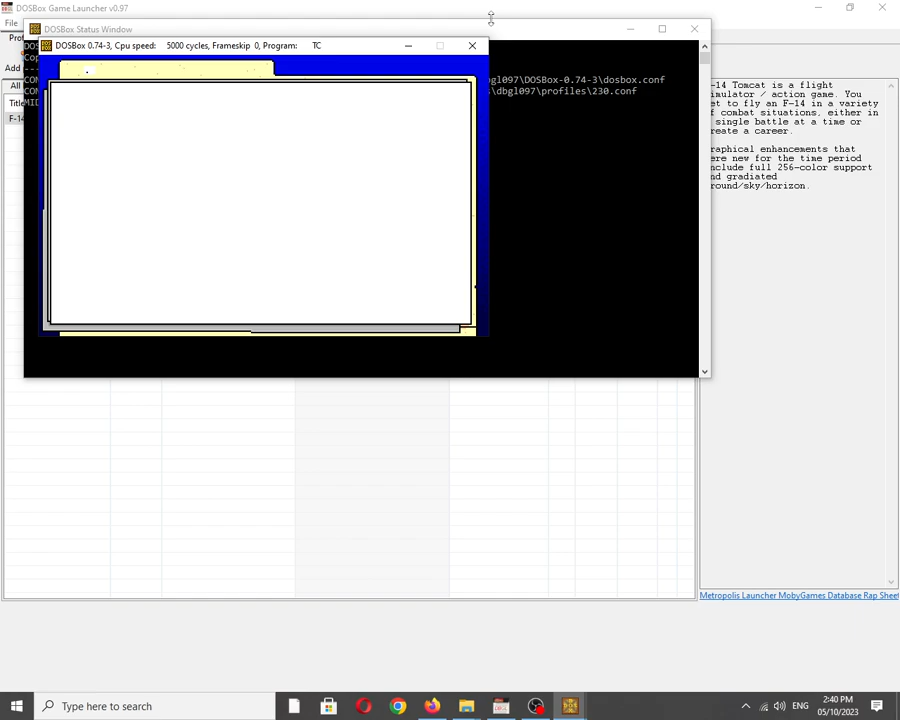 DOSBox Game Launcher v0.97
File
DOSBox Status Window
DOSBox 0.74-3, Cpu speed: 5000 cycles, Frameskip 0, Program: TC
Add
All
Title
F-14
bgl097\DOSBox-0.74-3\dosbox.conf
\dbgl097\profiles\230.conf
-14 Tomcat is a flight
imulator / action game. You
et to fly an F-14 in a variety
f combat situations, either in
single battle at a time or
reate a career.
raphical enhancements that
ere new for the time period
nclude full 256-color support
nd gradiated
round/sky/horizon.
Metropolis Launcher MobyGames Database Rap Sheet
Type here to search
ENG
2:40 PM
05/10/2023